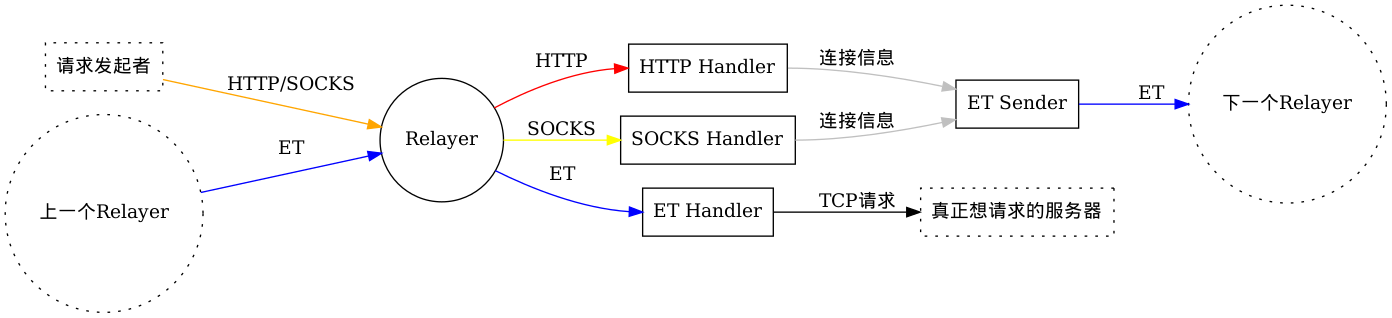 请求发起者
HTTP/SOCKS
上一个Relayer
ET
Relayer
HTTP
SOCKS
ET
HTTP Handler
SOCKS Handler
ET Handler
连接信息
连接信息
TCP请求
ET Sender
真正想请求的服务器
ET
下一个Relayer